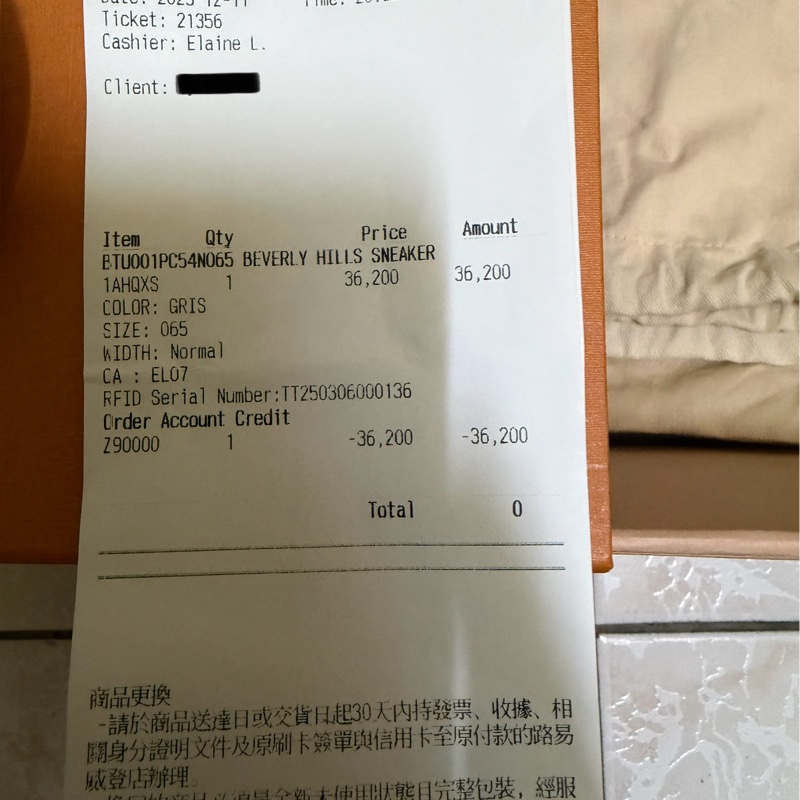 Date: 2025-12-11 Time:
Ticket: 21356
Cashier: Elaine L.
Client:
Item Qty Price Amount
BTU001PC54N065 BEVERLY HILLS SNEAKER
1AHQXS 1 36,200 36,200
COLOR: GRIS
SIZE: 065
WIDTH: Normal
CA : EL07
RFID Serial Number:TT250306000136
Order Account Credit
Z90000 1 -36,200 -36,200
Total 0
商品更換
-請於商品送達日或交貨日起30天內持發票、收據、相
關身分證明文件及原刷卡簽單與信用卡至原付款的路易
威登店辦理